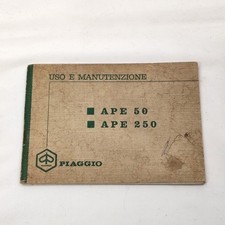 USO E MANUTENZIONE
APE 50
APE 250
PIAGGIO